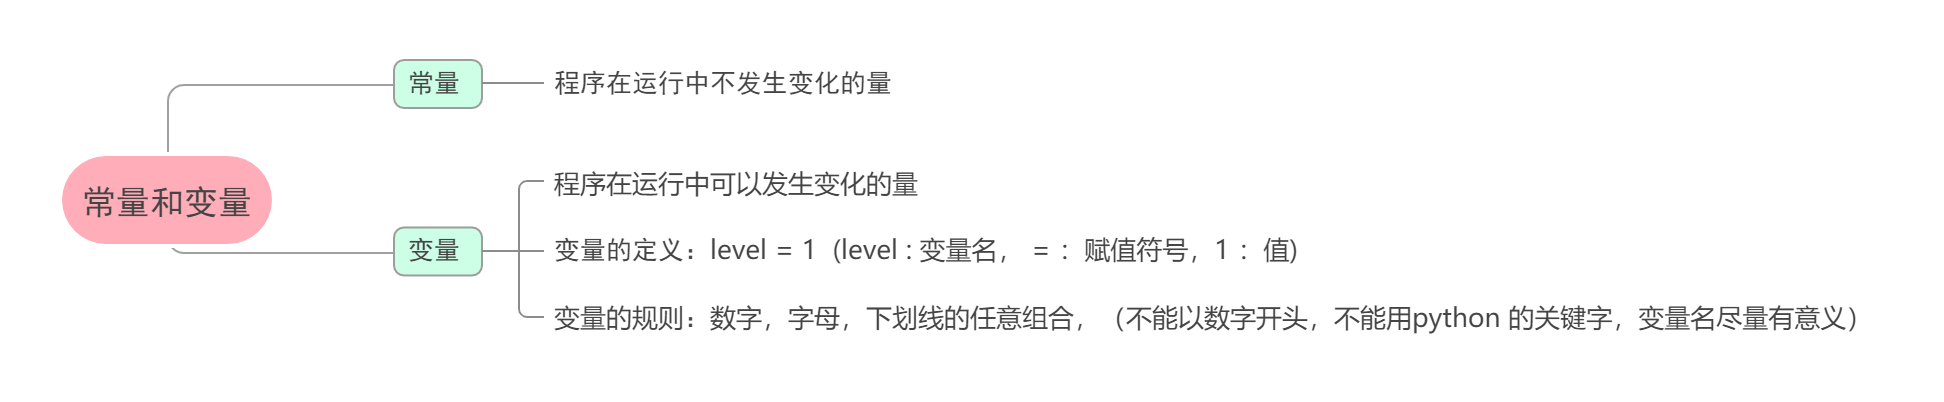 常量和变量
常量
程序在运行中不发生变化的量
变量
程序在运行中可以发生变化的量
变量的定义：level = 1（level : 变量名， = ：赋值符号，1 ：值)
变量的规则：数字，字母，下划线的任意组合，（不能以数字开头，不能用python 的关键字，变量名尽量有意义）